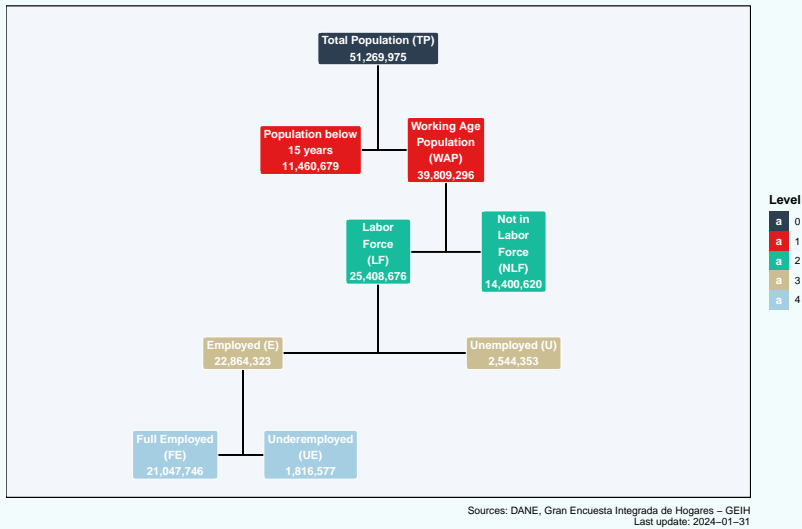 Total Population (TP)
51,269,975
Population below
15 years
11,460,679
Working Age
Population
(WAP)
39,809,296
Labor
Force
(LF)
25,408,676
Not in
Labor
Force
(NLF)
14,400,620
Employed (E)
22,864,323
Unemployed (U)
2,544,353
Full Employed
(FE)
21,047,746
Underemployed
(UE)
1,816,577
Level
a 0
a 1
a 2
a 3
a 4
Sources: DANE, Gran Encuesta Integrada de Hogares – GEIH
Last update: 2024–01–31